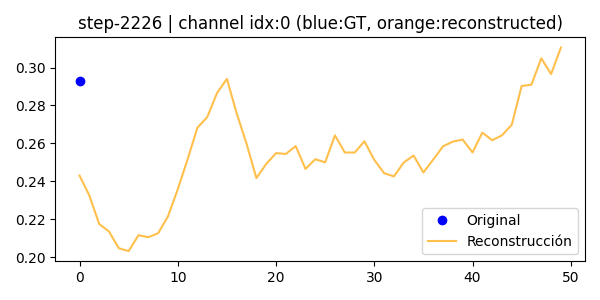 step-2226 | channel idx:0 (blue:GT, orange:reconstructed)
0.30
0.28
0.26
0.24
0.22
0.20
0 10 20 30 40 50
Original
Reconstrucción